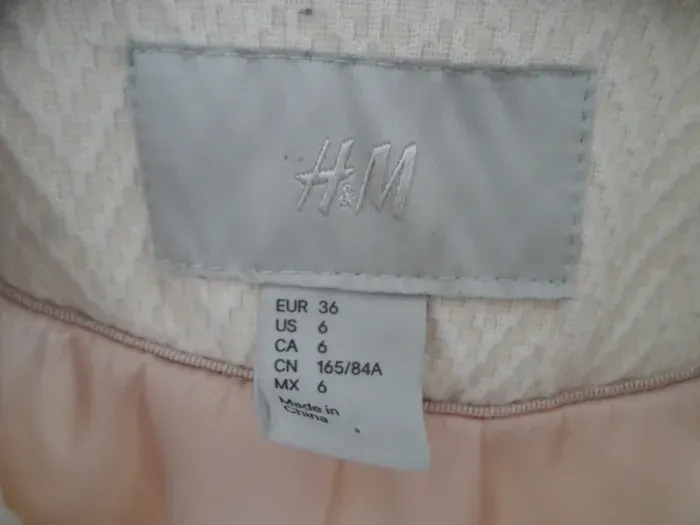 H&M
EUR 36
US 6
CA 6
CN 165/84A
MX 6
Made in
China